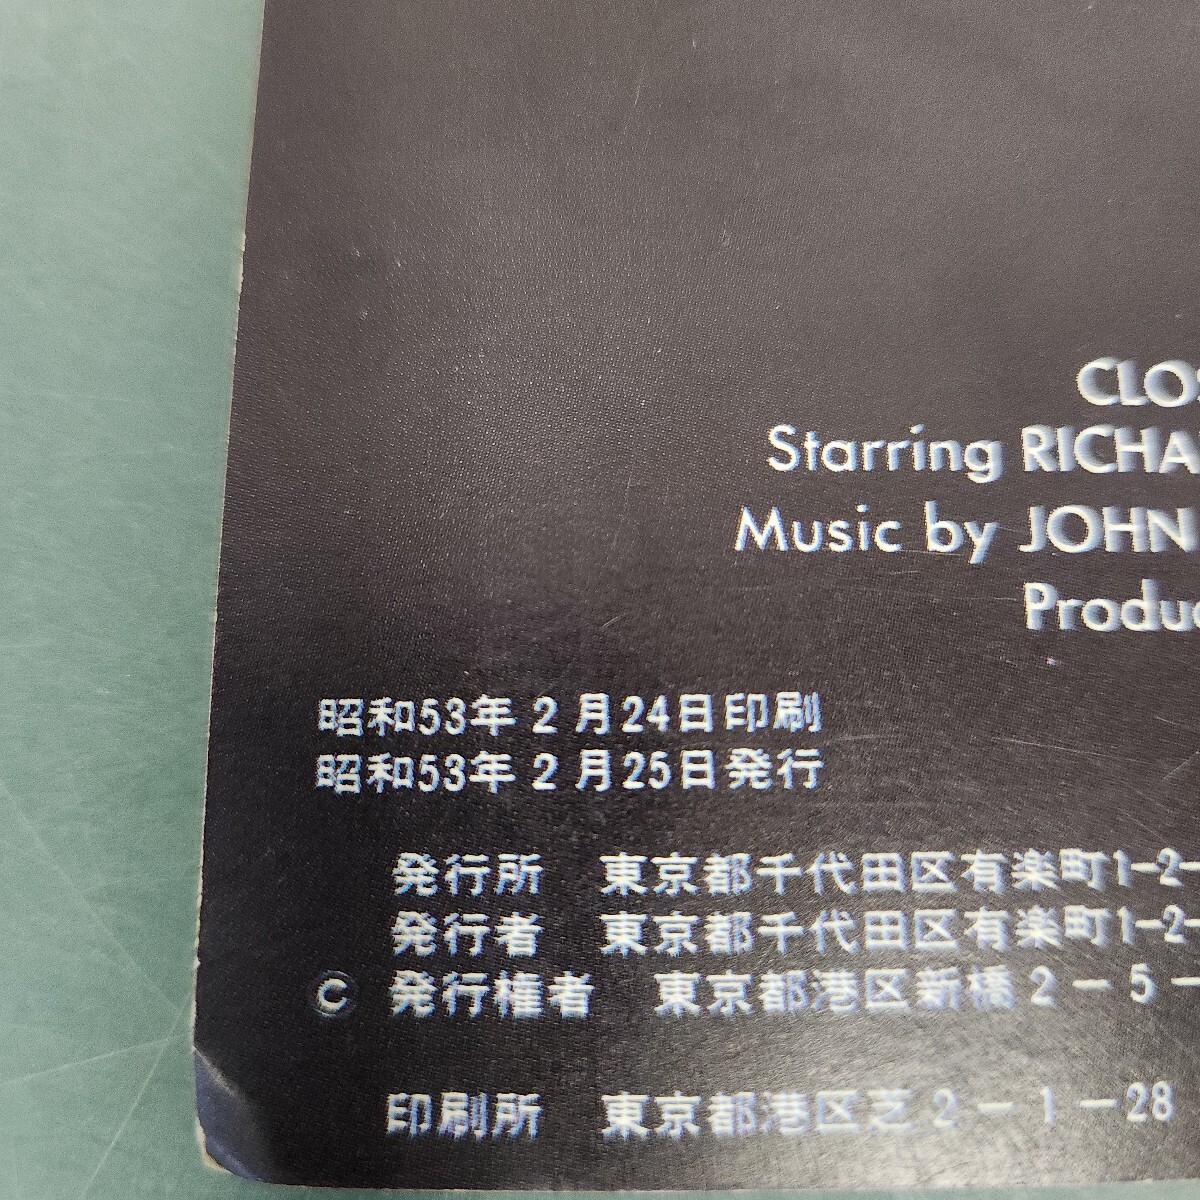 CLOS
Starring RICHA
Music by JOHN
Produc
昭和53年2月24日印刷
昭和53年2月25日発行
発行所 東京都千代田区有楽町1-2-
発行者 東京都千代田区有楽町1-2-
© 発行権者 東京都港区新橋2-5-
印刷所 東京都港区芝2-1-28